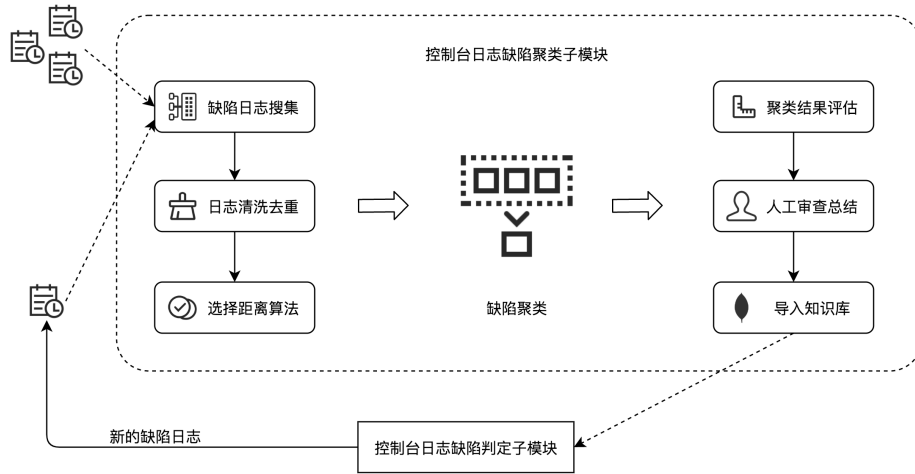 控制台日志缺陷聚类子模块
缺陷日志搜集
日志清洗去重
选择距离算法
缺陷聚类
聚类结果评估
人工审查总结
导入知识库
新的缺陷日志
控制台日志缺陷判定子模块